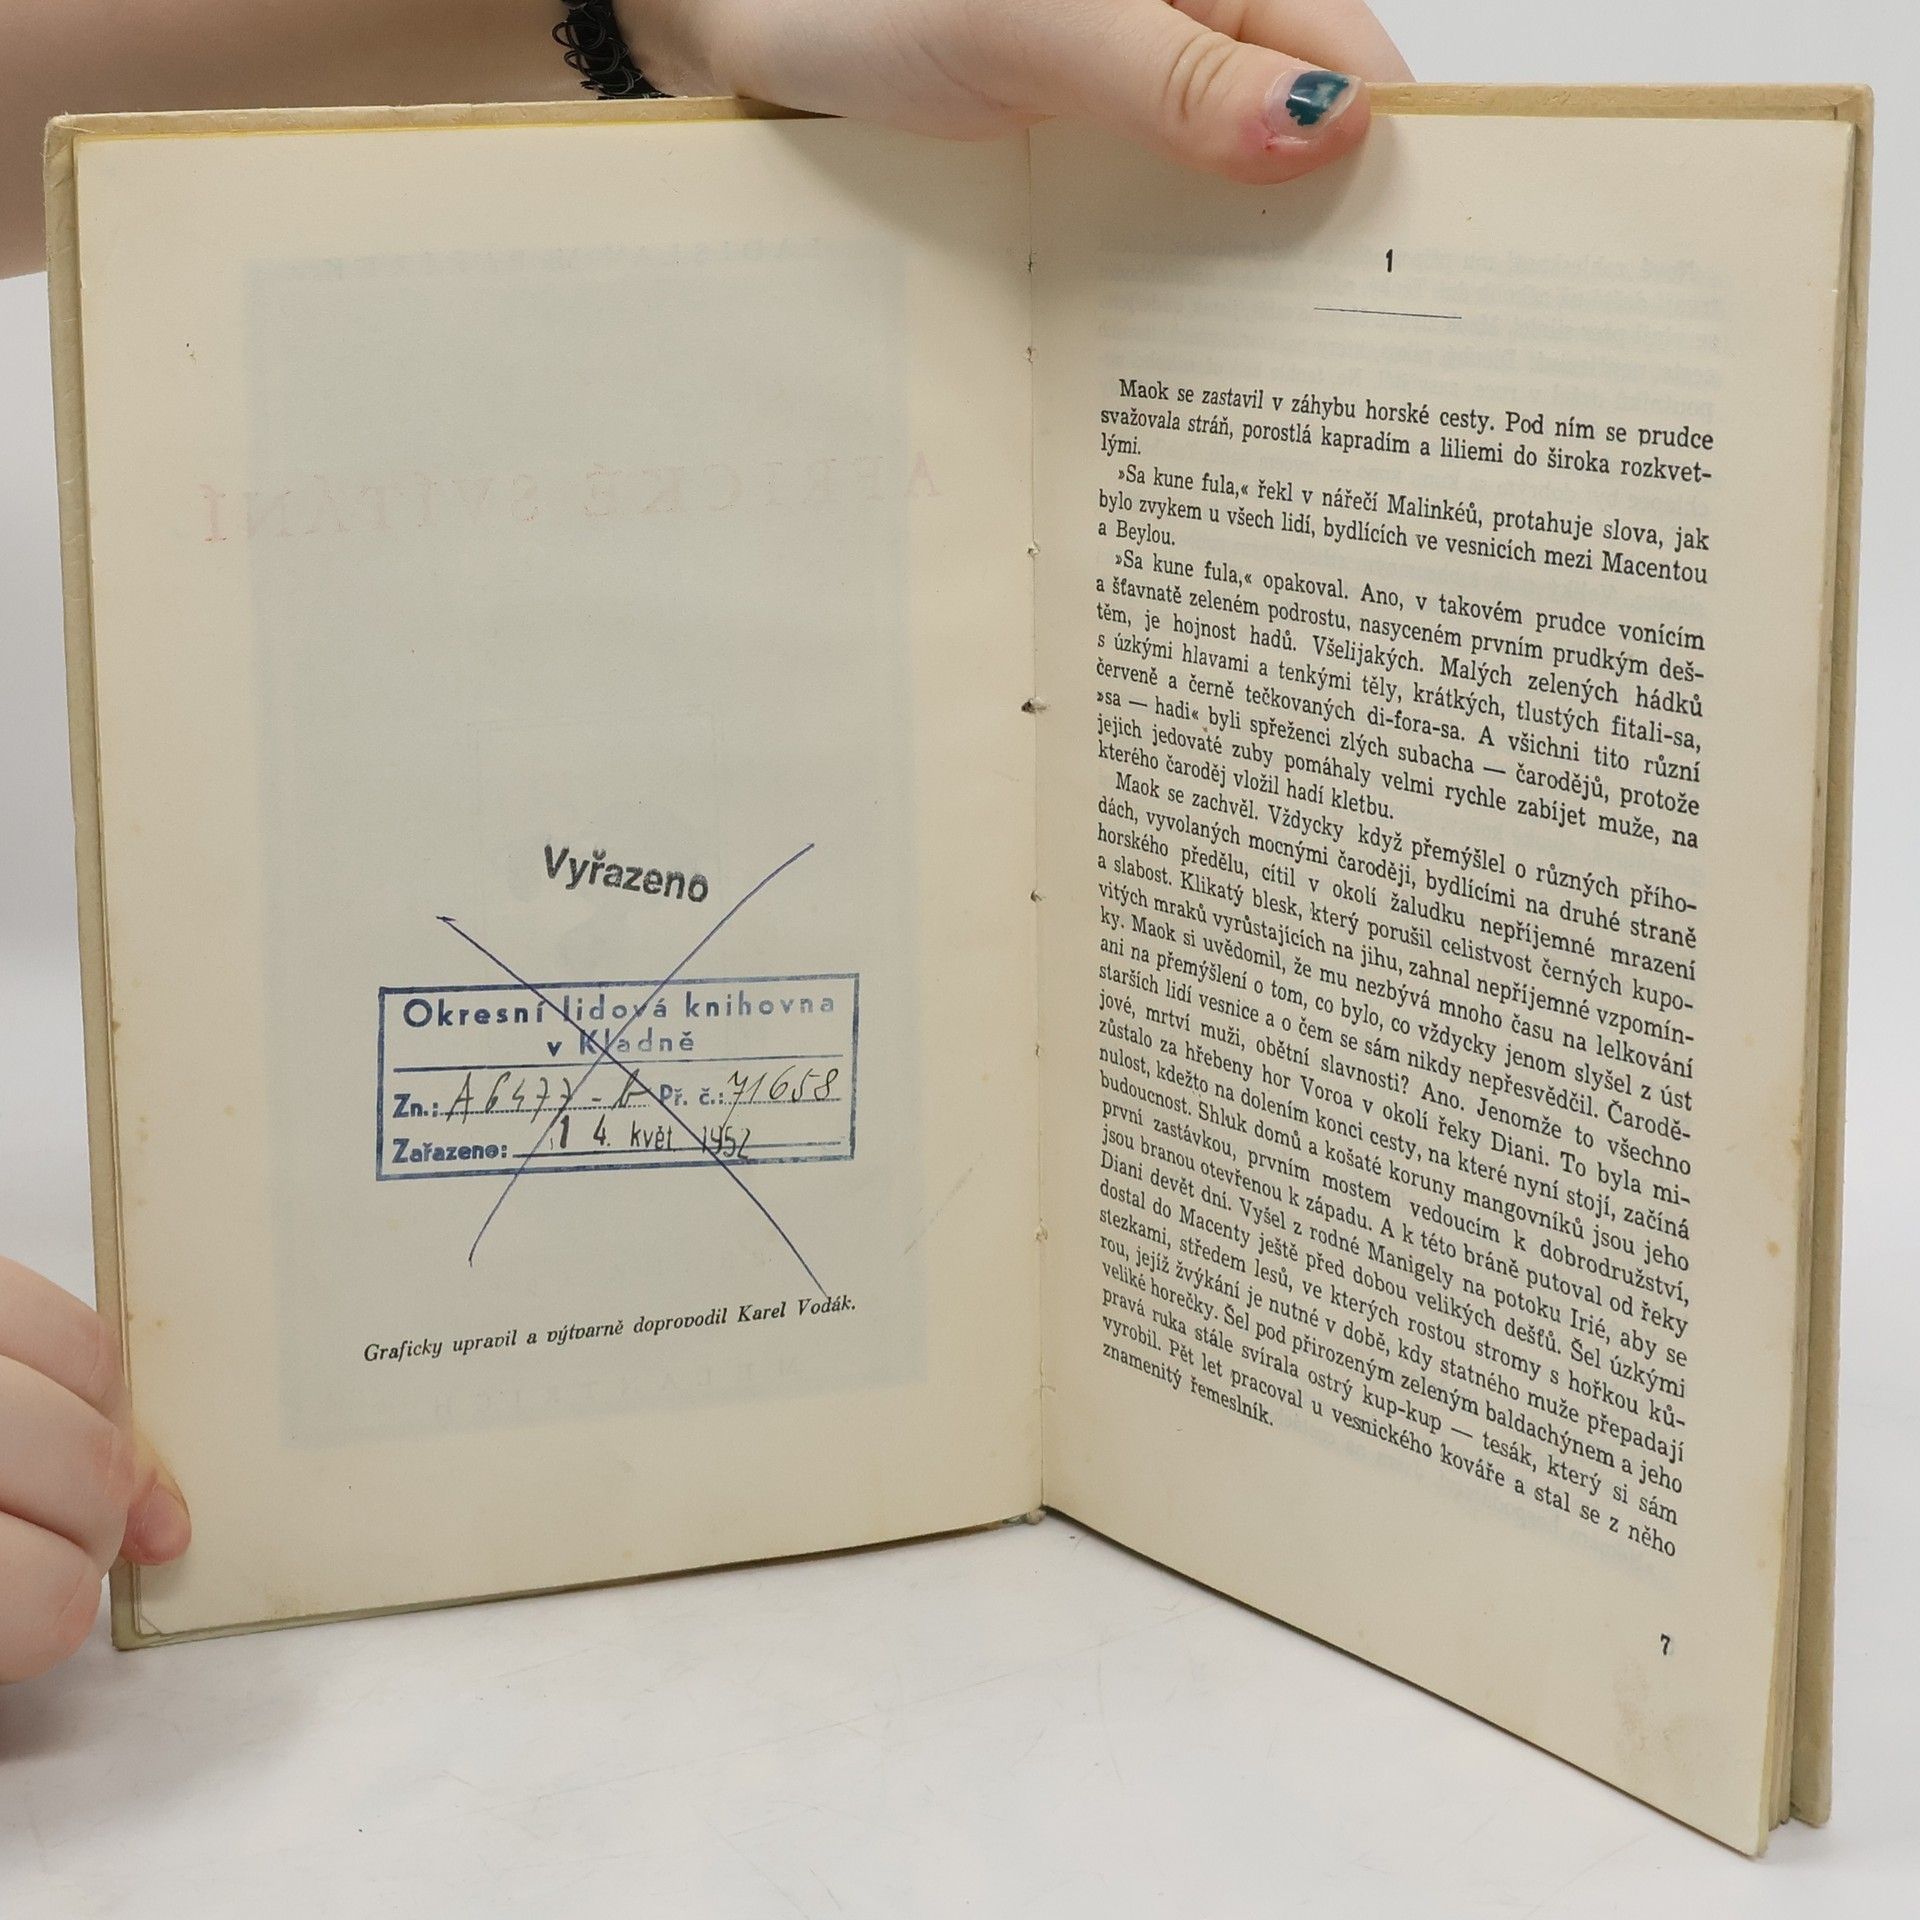 Vyřazeno
Okresní lidová knihovna
v Kladně
Zn.: A 6477-b Př. č.: 71658
Zařazeno: 14. květ. 1952
Graficky upravil a výtvarně doprovodil Karel Vodák.
1
Maok se zastavil v záhybu horské cesty. Pod ním se prudce
svažovala stráň, porostlá kapradím a liliemi do široka rozkvet-
lými.
»Sa kune fula,« řekl v nářečí Malinkéů, protahuje slova, jak
bylo zvykem u všech lidí, bydlících ve vesnicích mezi Macentou
a Beylou.
»Sa kune fula,« opakoval. Ano, v takovém prudce vonícím
a šťavnatě zeleném podrostu, nasyceném prvním prudkým deš-
těm, je hojnost hadů. Všelijakých. Malých zelených hádků
s úzkými hlavami a tenkými těly, krátkých, tlustých fitali-sa,
červeně a černě tečkovaných di-fora-sa. A všichni tito různí
»sa — hadi« byli spřeženci zlých subacha — čarodějů, protože
jejich jedovaté zuby pomáhaly velmi rychle zabíjet muže, na
kterého čaroděj vložil hadí kletbu.
Maok se zachvěl. Vždycky když přemýšlel o různých přího-
dách, vyvolaných mocnými čaroději, bydlícími na druhé straně
horského předělu, cítil v okolí žaludku nepříjemné mrazení
a slabost. Klikatý blesk, který porušil celistvost černých kupo-
vitých mraků vyrůstajících na jihu, zahnal nepříjemné vzpomín-
ky. Maok si uvědomil, že mu nezbývá mnoho času na lelkování
ani na přemýšlení o tom, co bylo, co vždycky jenom slyšel z úst
starších lidí vesnice a o čem se sám nikdy nepřesvědčil. Čarodě-
jové, mrtví muži, obětní slavnosti? Ano. Jenomže to všechno
zůstalo za hřebeny hor Voroa v okolí řeky Diani. To byla mi-
nulost, kdežto na dolením konci cesty, na které nyní stojí, začíná
budoucnost. Shluk domů a košaté koruny mangovníků jsou jeho
první zastávkou, prvním mostem vedoucím k dobrodružství,
jsou branou otevřenou k západu. A k této bráně putoval od řeky
Diani devět dní. Vyšel z rodné Manigely na potoku Irié, aby se
dostal do Macenty ještě před dobou velikých dešťů. Šel úzkými
stezkami, středem lesů, ve kterých rostou stromy s hořkou ků-
rou, jejíž žvýkání je nutné v době, kdy statného muže přepadají
veliké horečky. Šel pod přirozeným zeleným baldachýnem a jeho
pravá ruka stále svírala ostrý kup-kup — tesák, který si sám
vyrobil. Pět let pracoval u vesnického kováře a stal se z něho
znamenitý řemeslník.
7